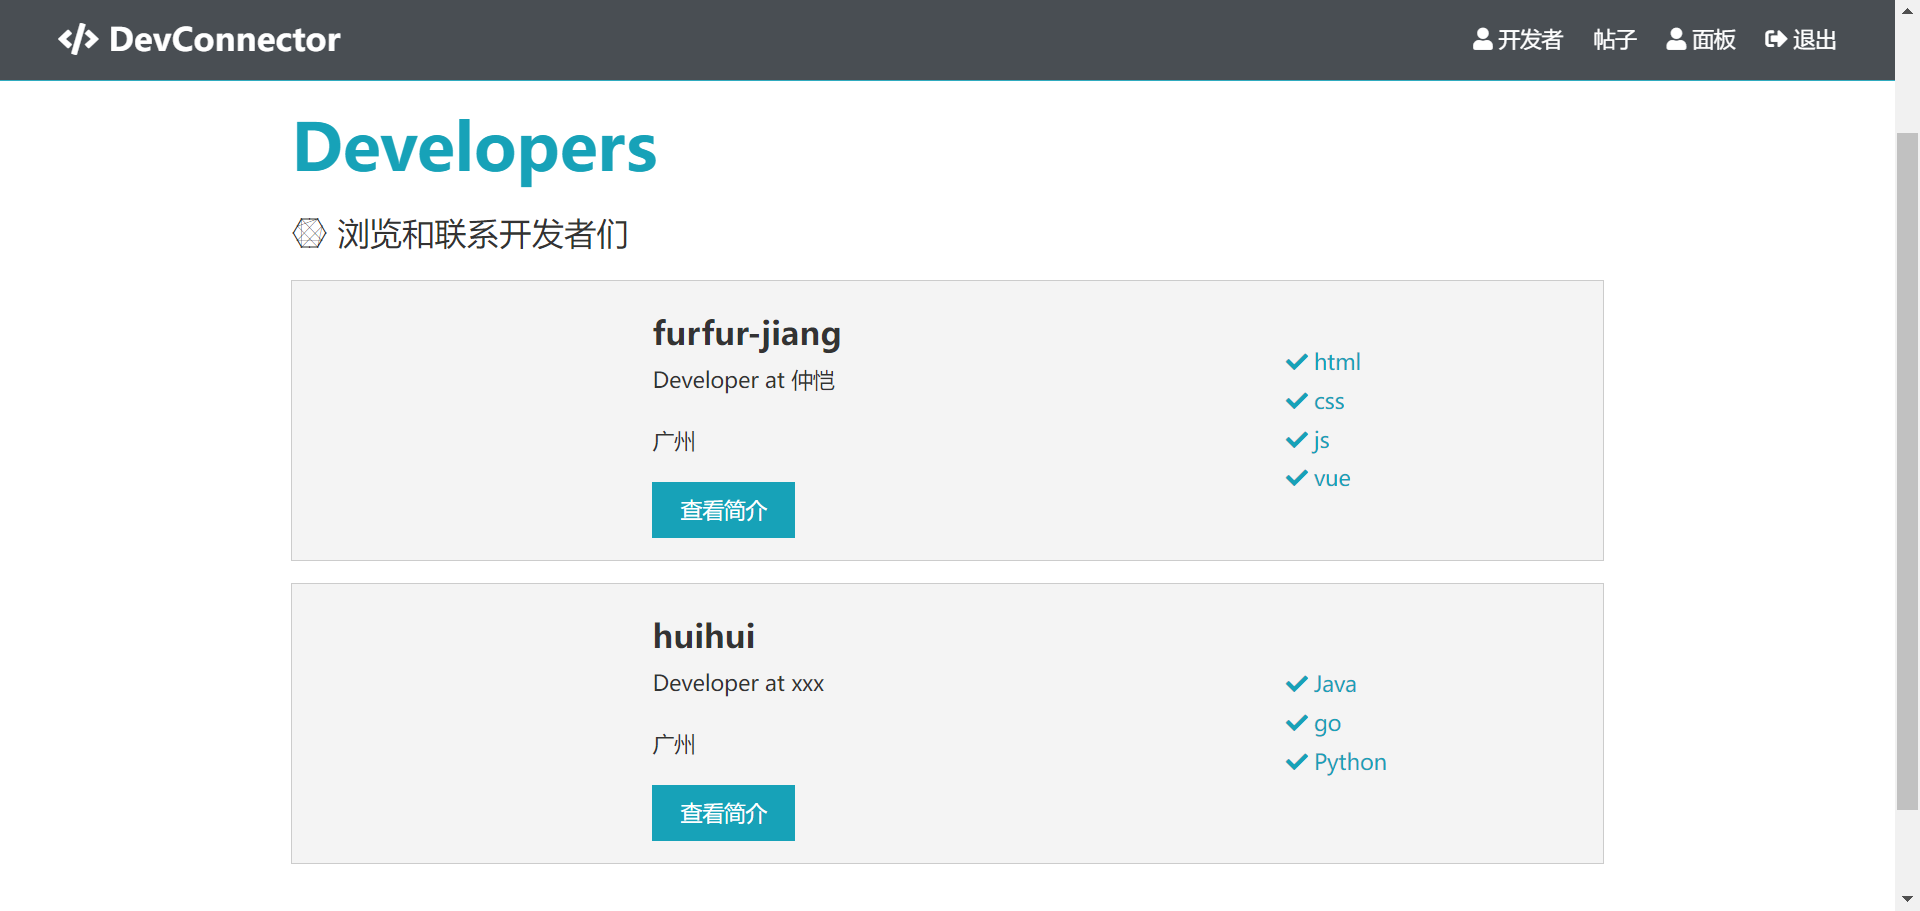 DevConnector
开发者 帖子 面板 退出
Developers
浏览和联系开发者们
furfur-jiang
Developer at 仲恺
广州
查看简介
html
css
js
vue
huihui
Developer at xxx
广州
查看简介
Java
go
Python